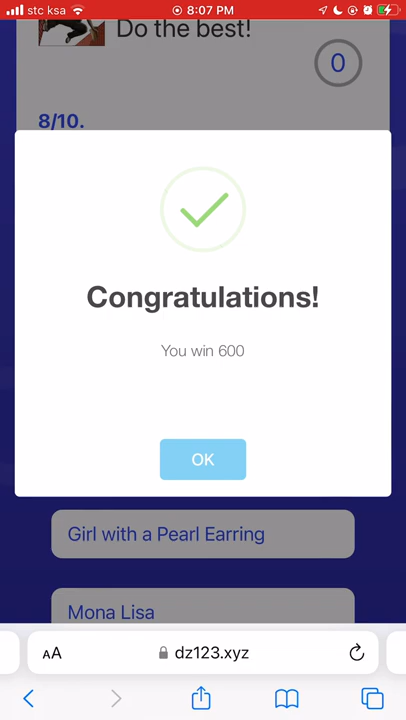 stc ksa 8:07 PM
Do the best!
0
8/10.
Congratulations!
You win 600
OK
Girl with a Pearl Earring
Mona Lisa
AA dz123.xyz